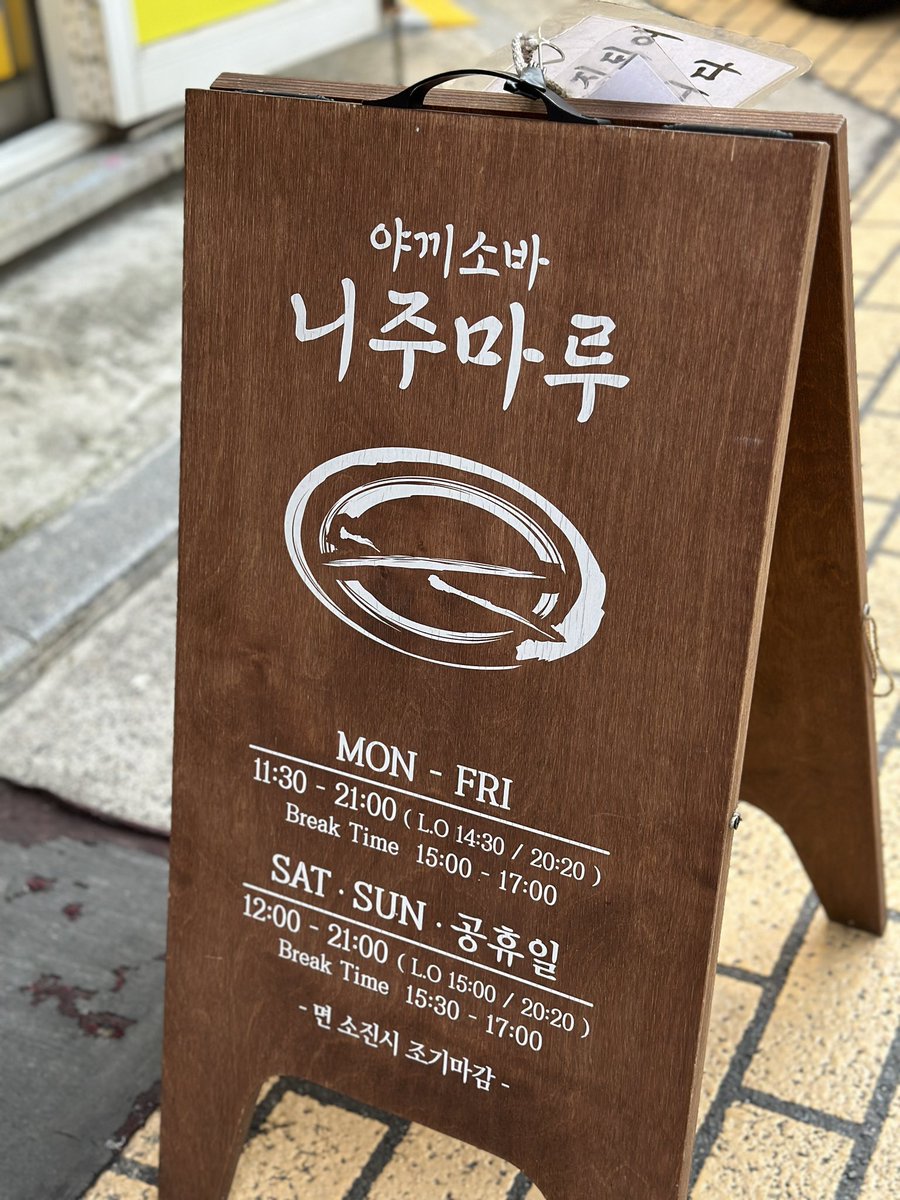 야끼소바
니주마루
MON - FRI
11:30 - 21:00 ( L.O 14:30 / 20:20 )
Break Time 15:00 - 17:00
SAT · SUN · 공휴일
12:00 - 21:00 ( L.O 15:00 / 20:20 )
Break Time 15:30 - 17:00
- 면 소진시 조기마감 -